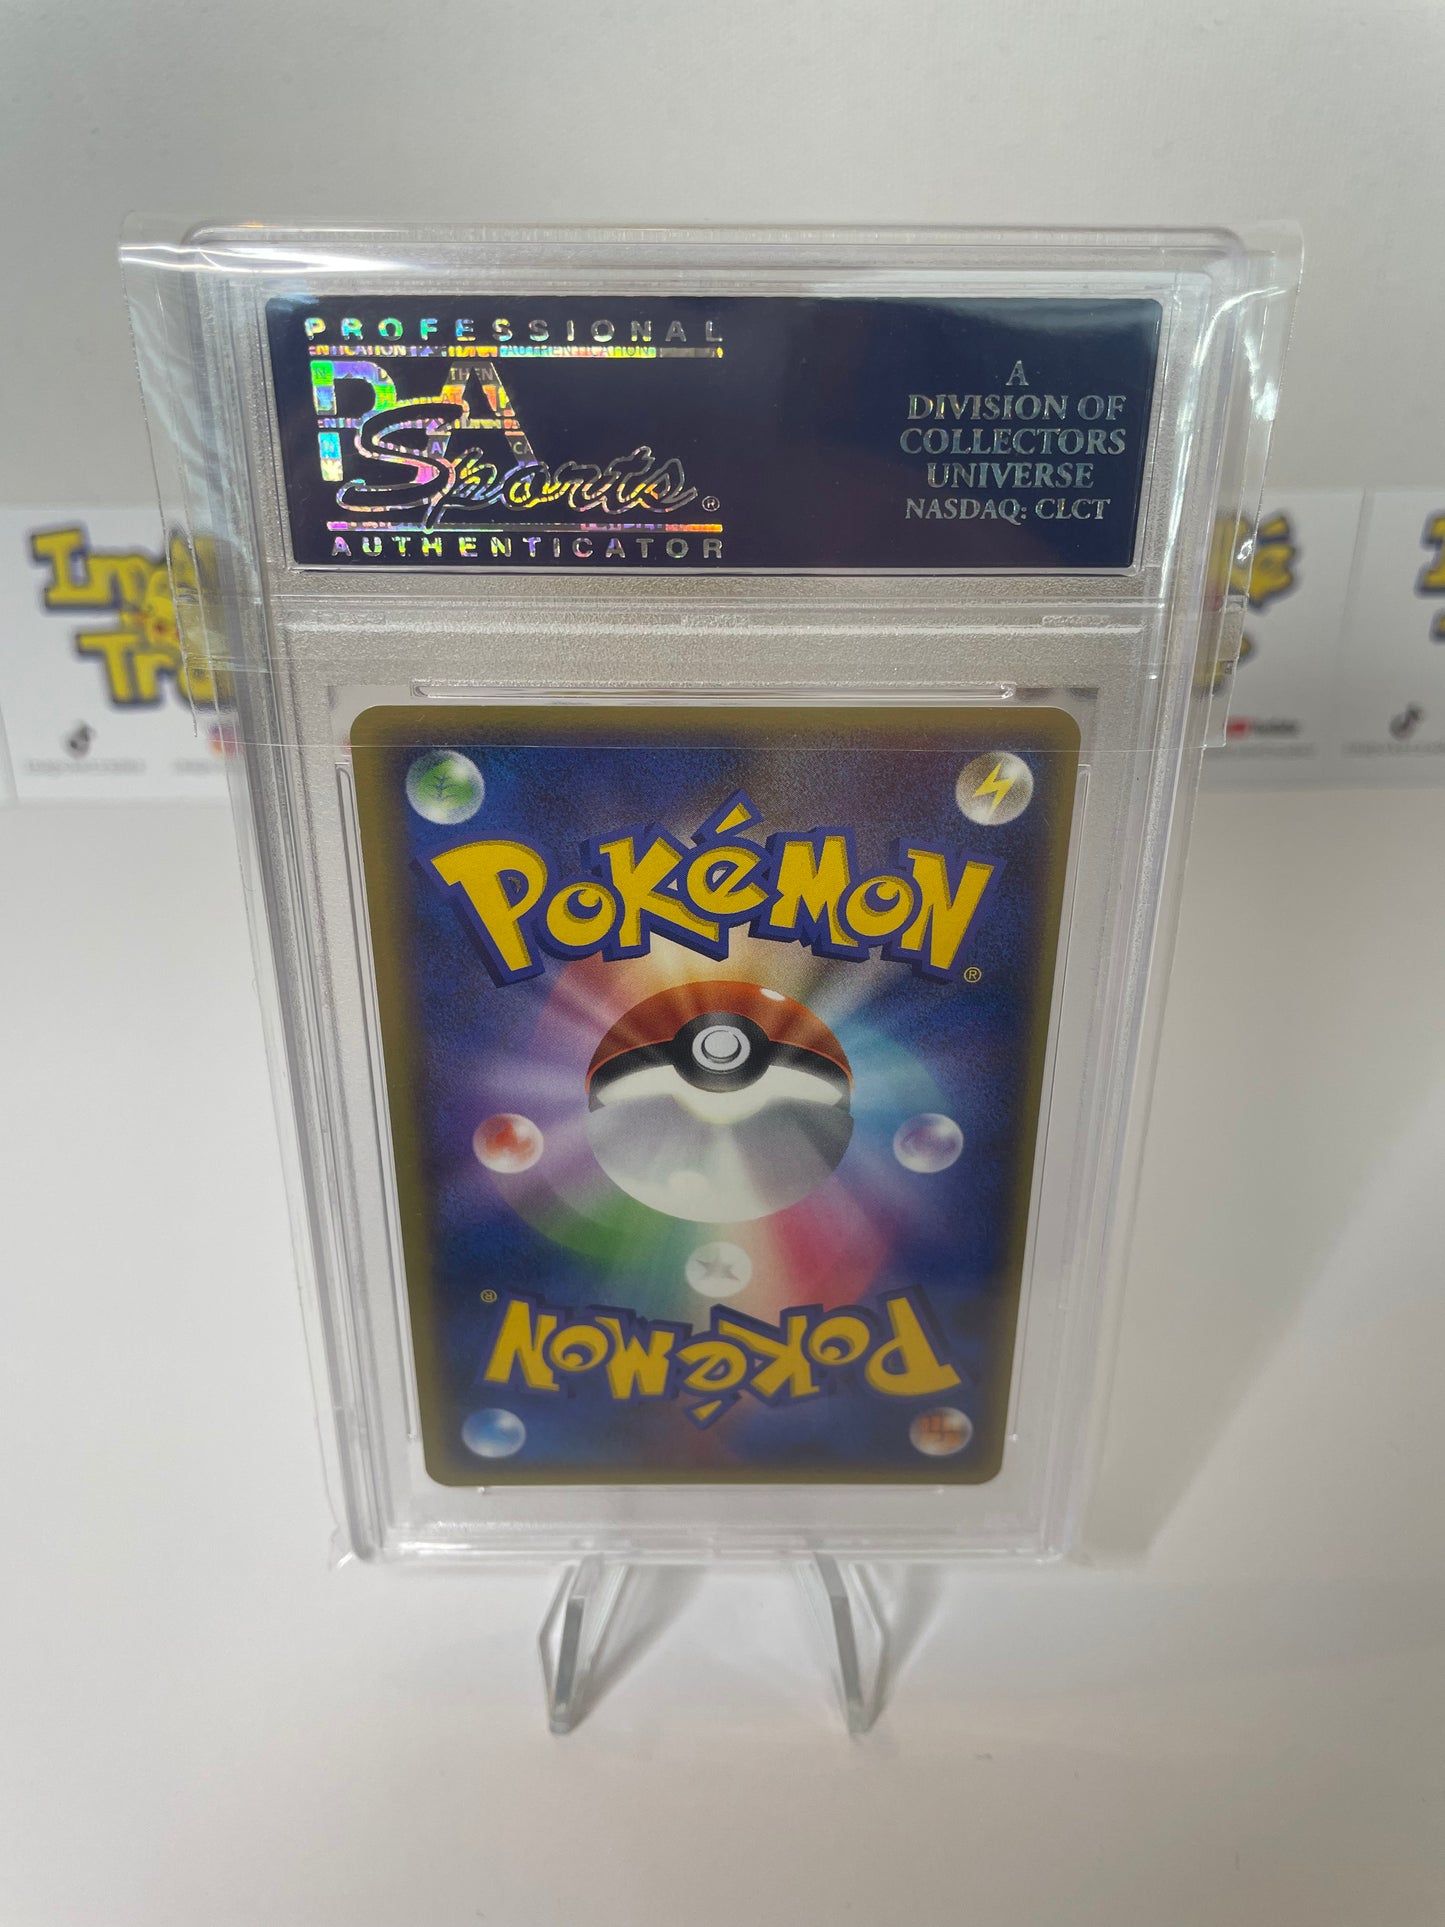 PROFESSIONAL
PSA
Sports®
AUTHENTICATOR
A
DIVISION OF
COLLECTORS
UNIVERSE
NASDAQ: CLCT
POKéMON®
POKéMON®